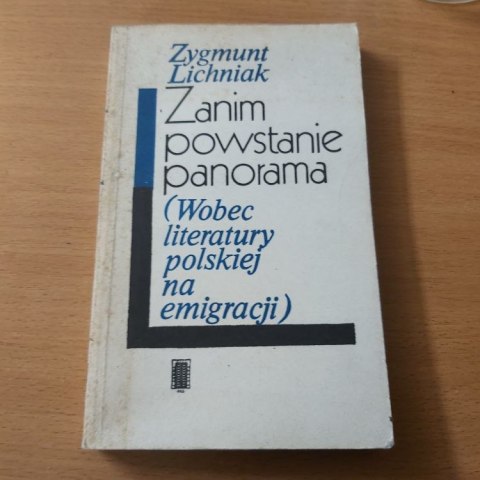 Zygmunt
Lichniak
Zanim
powstanie
panorama
(Wobec
literatury
polskiej
na
emigracji)